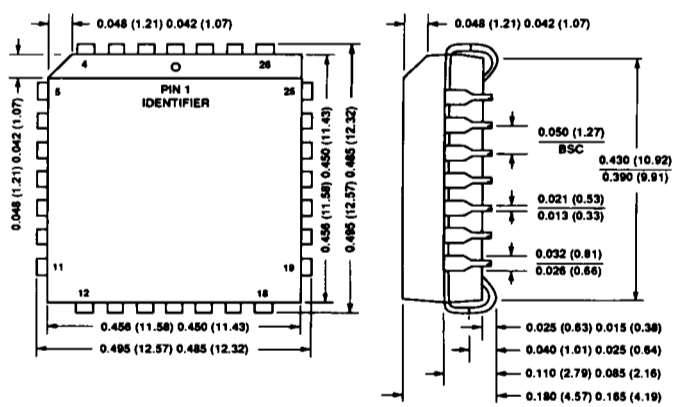 0.048 (1.21) 0.042 (1.07)
4
26
PIN 1
IDENTIFIER
5
25
11
19
12
18
0.048 (1.21) 0.042 (1.07)
0.456 (11.58) 0.450 (11.43)
0.495 (12.57) 0.485 (12.32)
0.456 (11.58) 0.450 (11.43)
0.495 (12.57) 0.485 (12.32)
0.048 (1.21) 0.042 (1.07)
0.050 (1.27)
BSC
0.430 (10.92)
0.390 (9.91)
0.021 (0.53)
0.013 (0.33)
0.032 (0.81)
0.026 (0.66)
0.025 (0.63) 0.015 (0.38)
0.040 (1.01) 0.025 (0.64)
0.110 (2.79) 0.085 (2.16)
0.180 (4.57) 0.165 (4.19)